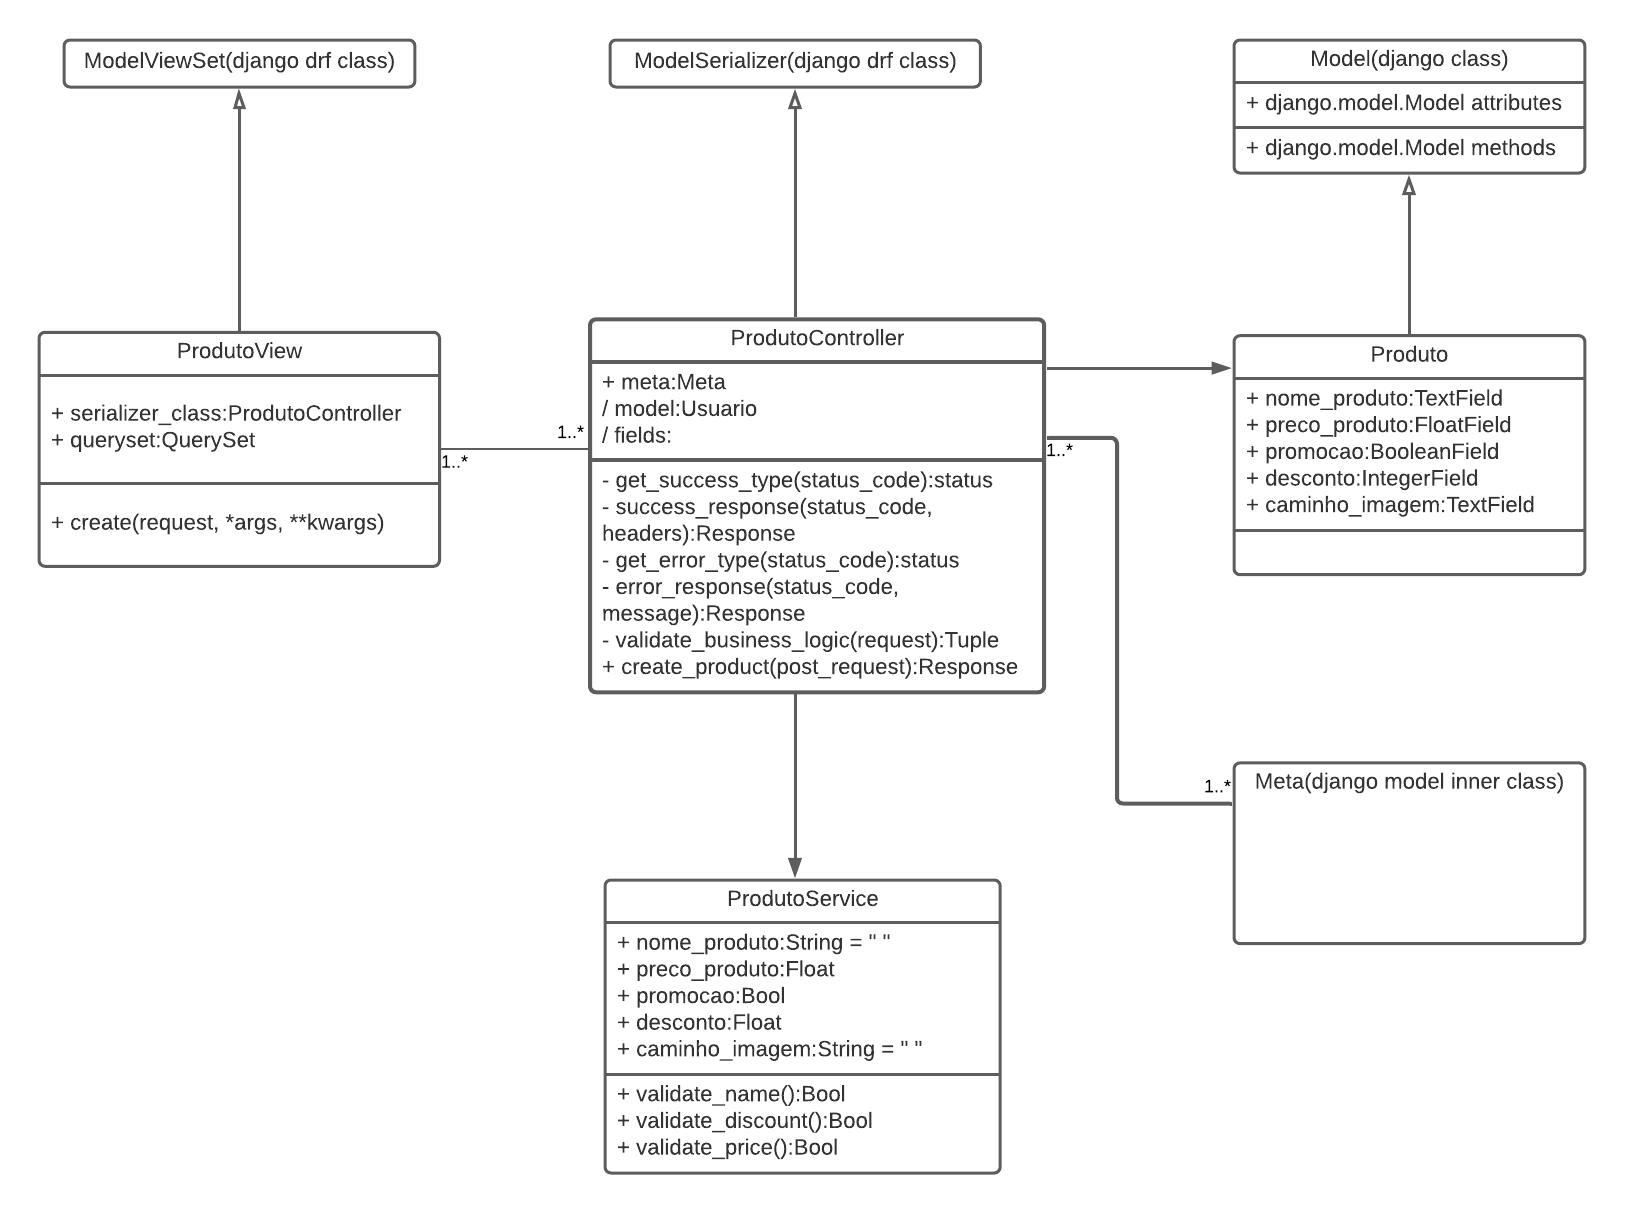 ModelViewSet(django drf class)
ModelSerializer(django drf class)
Model(django class)
+ django.model.Model attributes
+ django.model.Model methods
ProdutoView
+ serializer_class:ProdutoController
+ queryset:QuerySet
+ create(request, *args, **kwargs)
1..*
1..*
ProdutoController
+ meta:Meta
/ model:Usuario
/ fields:
- get_success_type(status_code):status
- success_response(status_code,
headers):Response
- get_error_type(status_code):status
- error_response(status_code,
message):Response
- validate_business_logic(request):Tuple
+ create_product(post_request):Response
1..*
Produto
+ nome_produto:TextField
+ preco_produto:FloatField
+ promocao:BooleanField
+ desconto:IntegerField
+ caminho_imagem:TextField
1..*
Meta(django model inner class)
ProdutoService
+ nome_produto:String = " "
+ preco_produto:Float
+ promocao:Bool
+ desconto:Float
+ caminho_imagem:String = " "
+ validate_name():Bool
+ validate_discount():Bool
+ validate_price():Bool